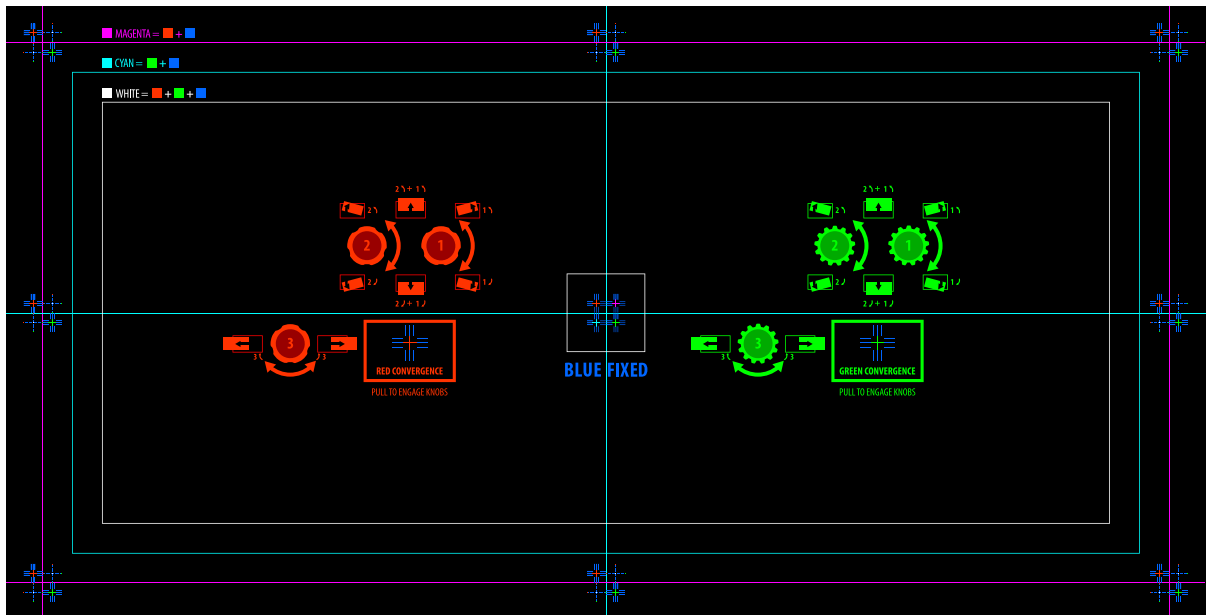 MAGENTA = +
CYAN = +
WHITE = + +
2 + 1
2 1
2 1
2 1
2 + 1
3 3
3
RED CONVERGENCE
PULL TO ENGAGE KNOBS
BLUE FIXED
2 + 1
2 1
2 1
2 1
2 + 1
3 3
3
GREEN CONVERGENCE
PULL TO ENGAGE KNOBS